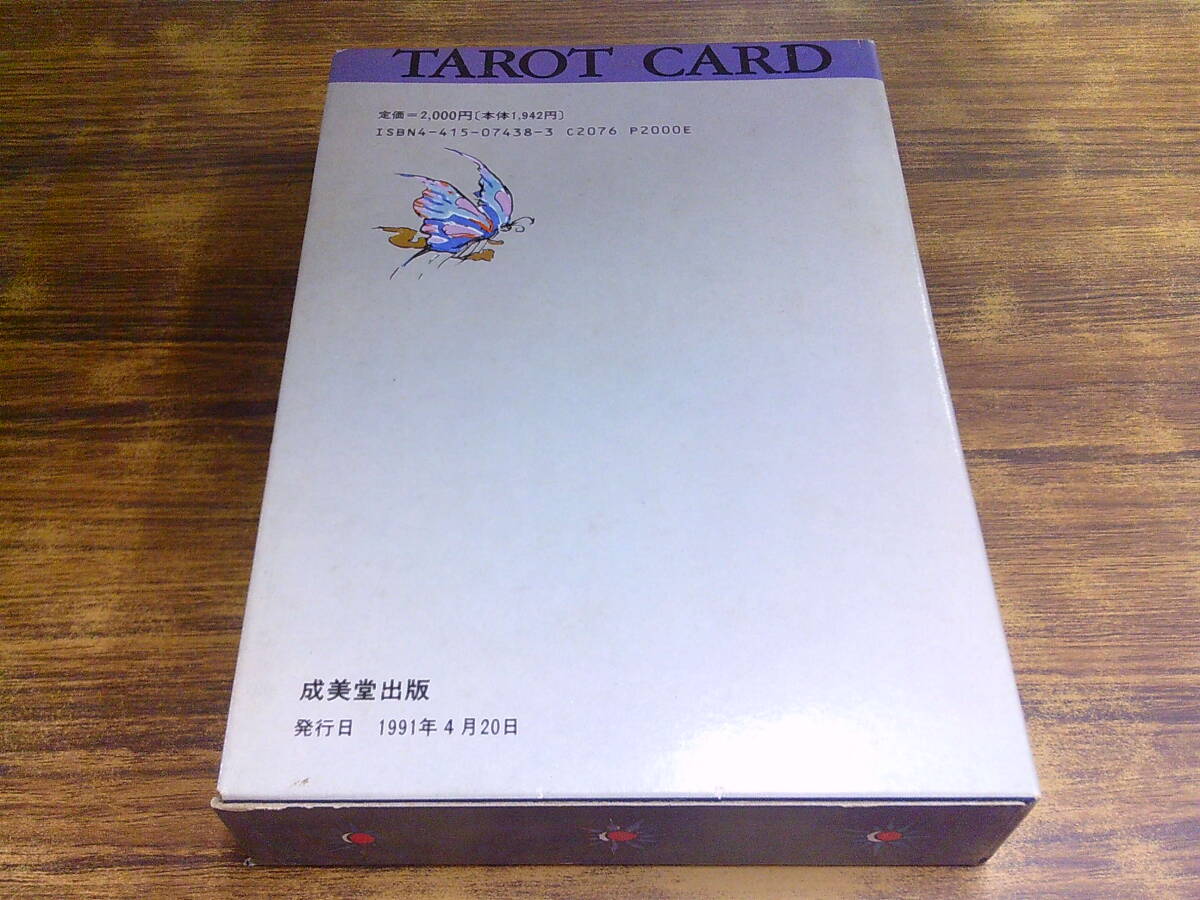 TAROT CARD
定価＝2,000円〔本体1,942円〕
ISBN4-415-07438-3 C2076 P2000E
成美堂出版
発行日 1991年4月20日